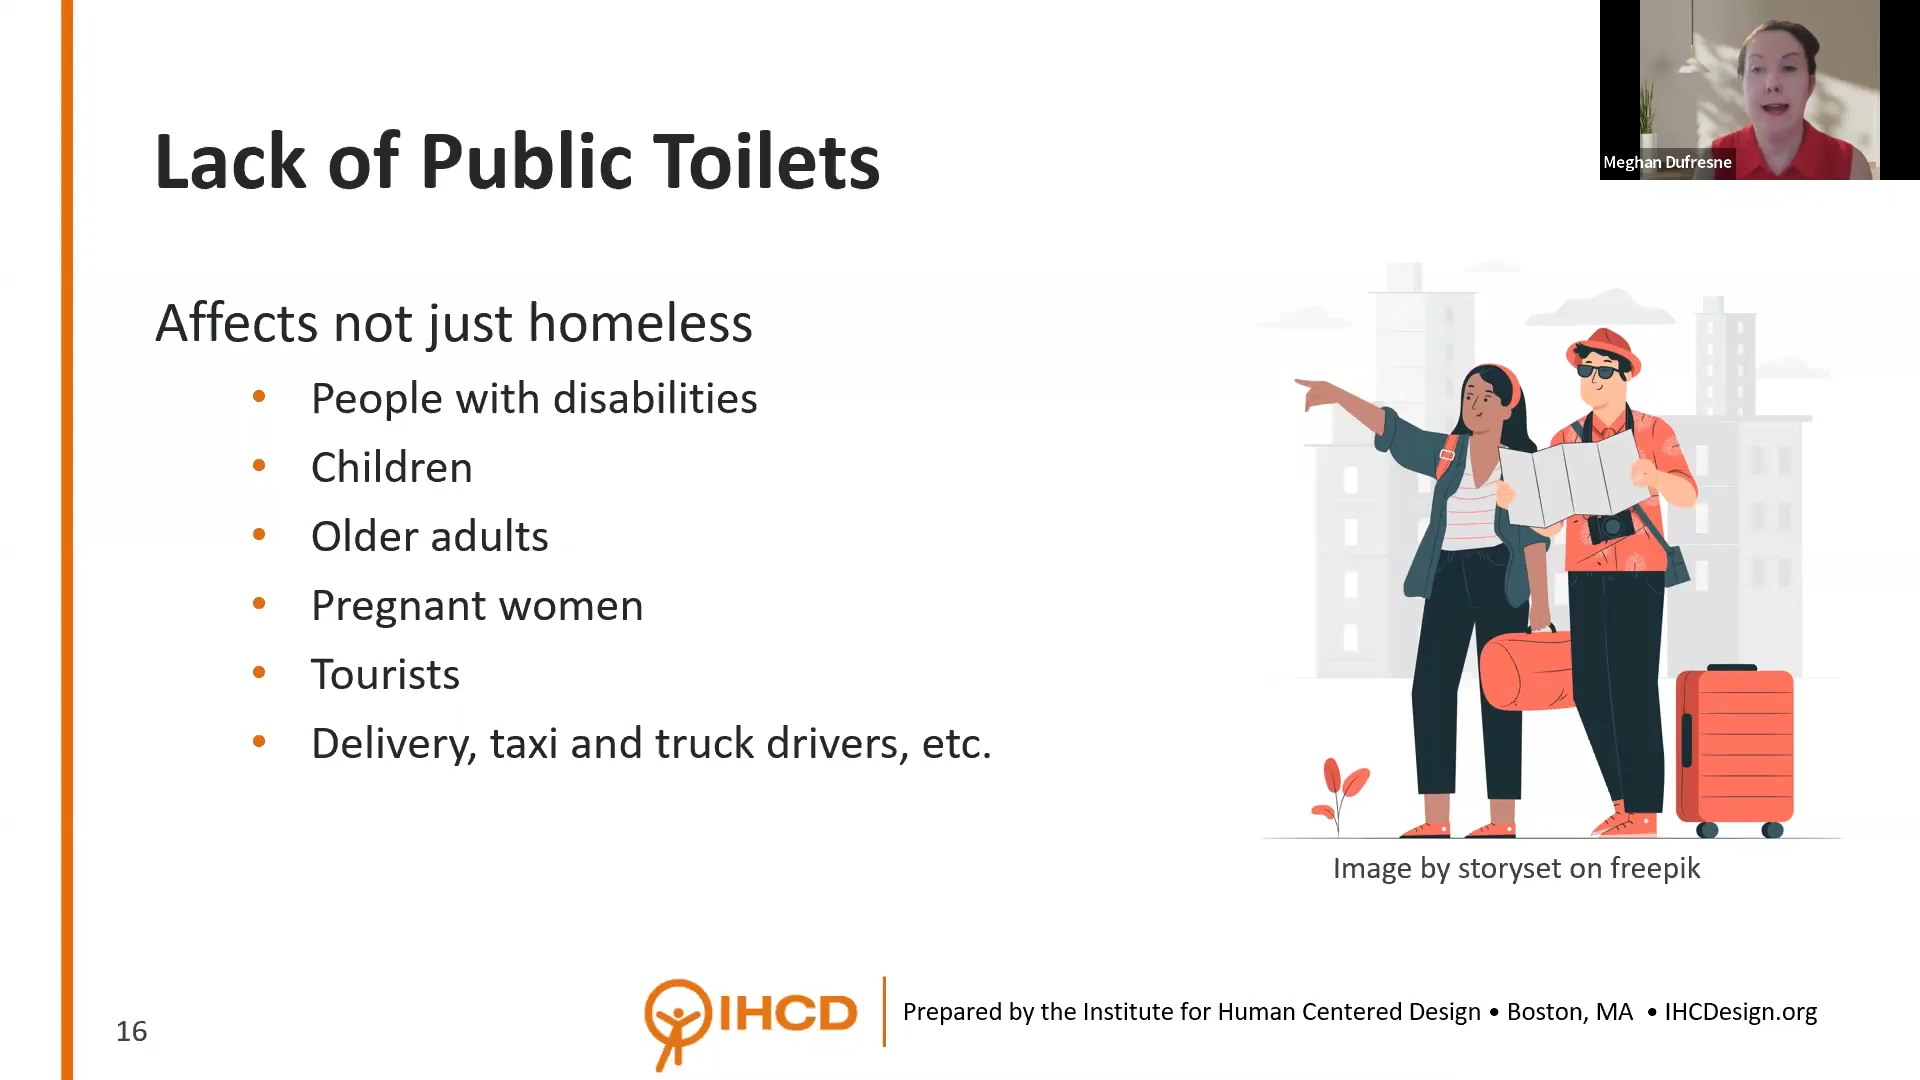 Meghan Dufresne
Lack of Public Toilets
Affects not just homeless
• People with disabilities
• Children
• Older adults
• Pregnant women
• Tourists
• Delivery, taxi and truck drivers, etc.
Image by storyset on freepik
16
IHCD
Prepared by the Institute for Human Centered Design • Boston, MA • IHCDesign.org